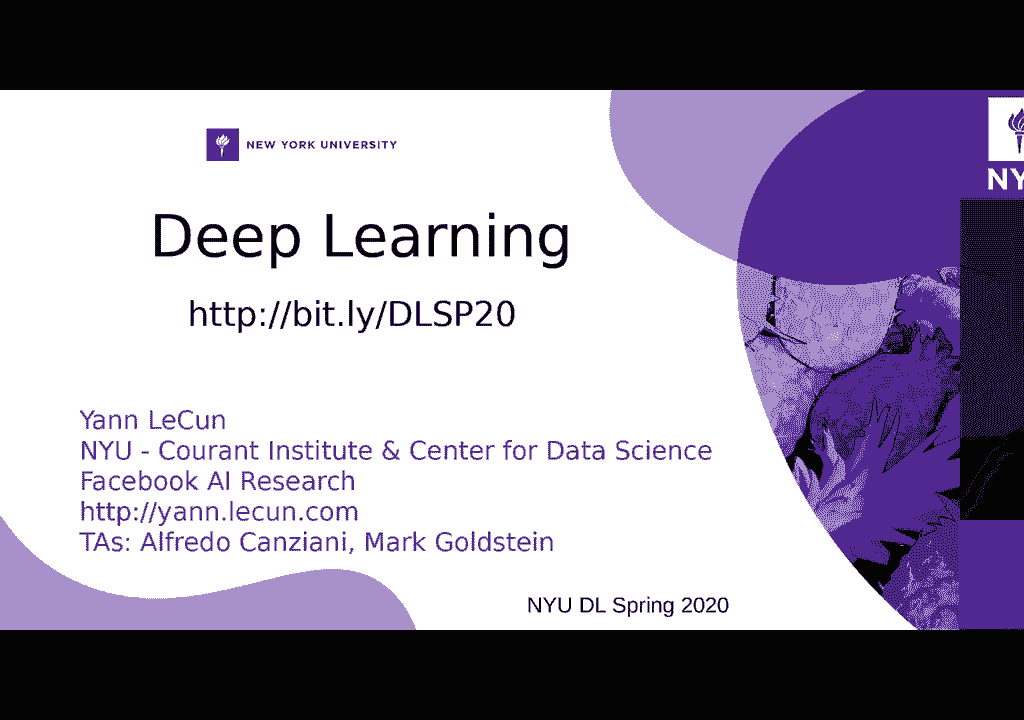 NEW YORK UNIVERSITY
Deep Learning
http://bit.ly/DLSP20
Yann LeCun
NYU - Courant Institute & Center for Data Science
Facebook AI Research
http://yann.lecun.com
TAs: Alfredo Canziani, Mark Goldstein
NYU DL Spring 2020
NY